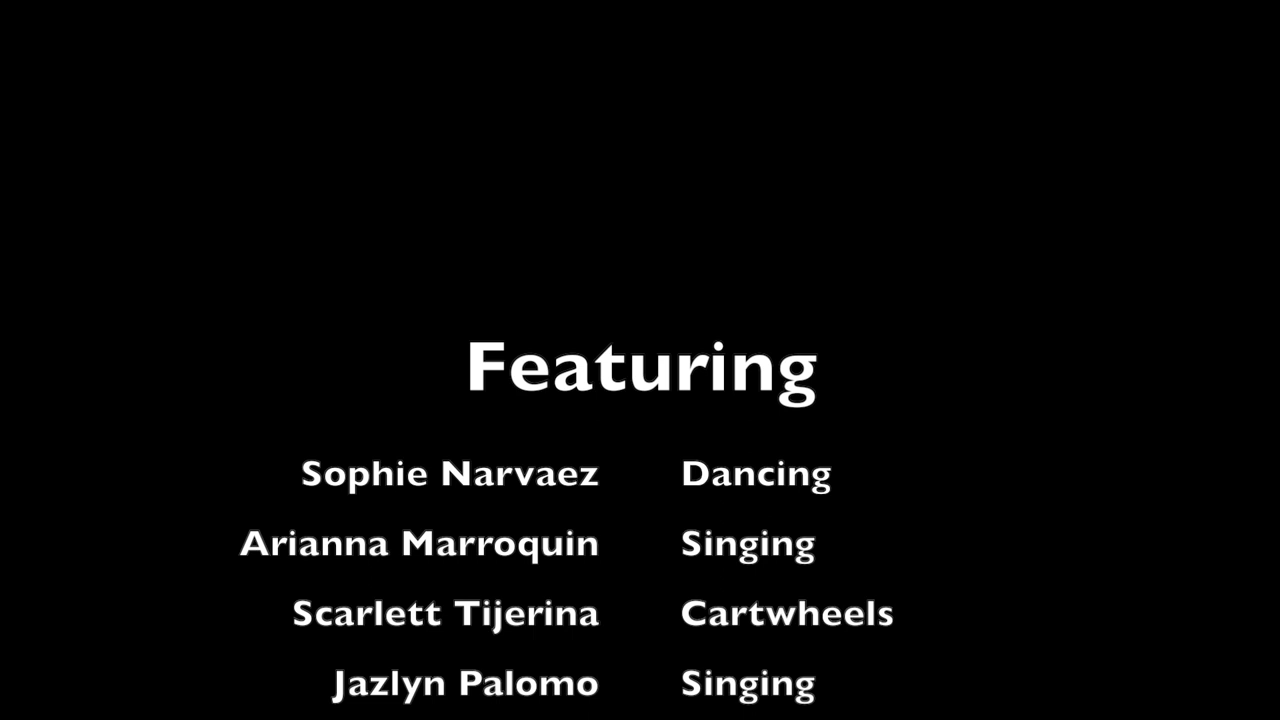 Featuring
Sophie Narvaez Dancing
Arianna Marroquin Singing
Scarlett Tijerina Cartwheels
Jazlyn Palomo Singing